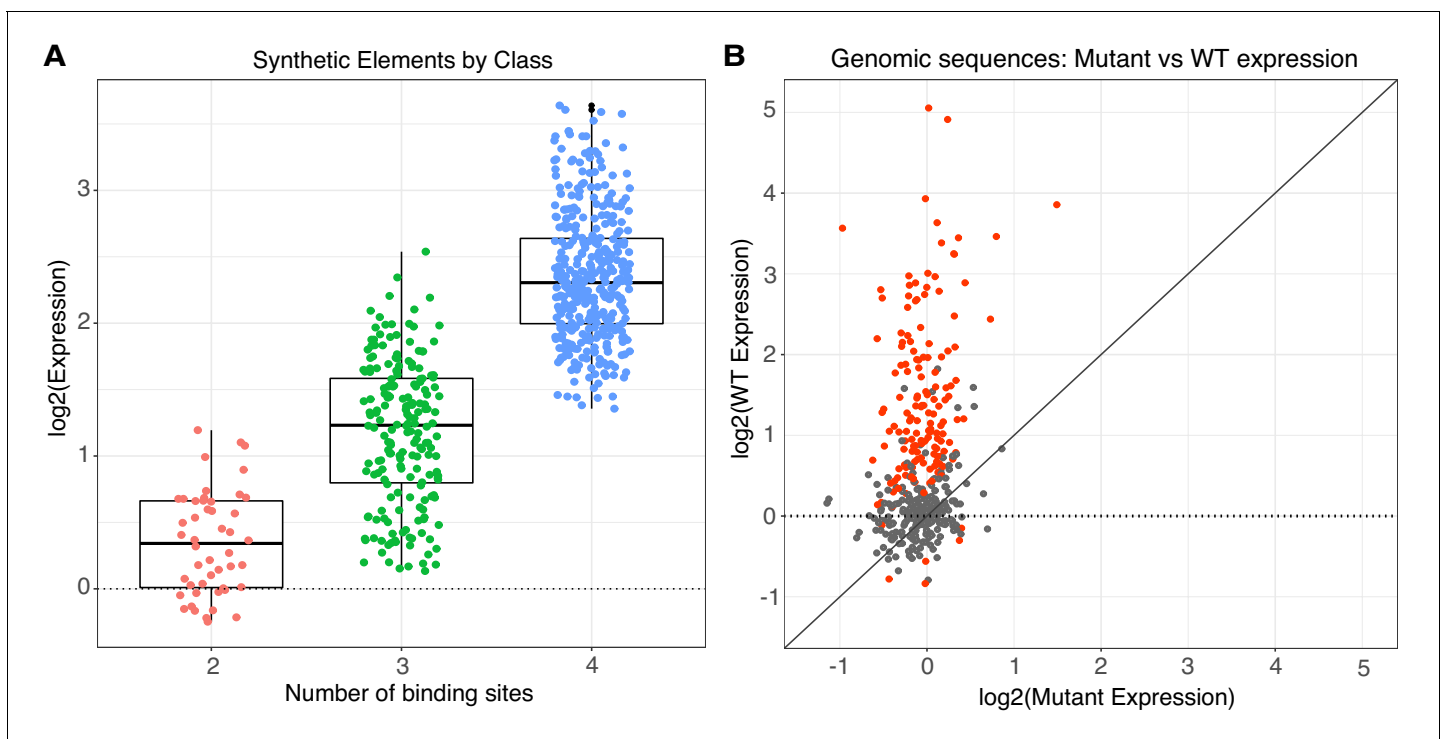 A
Synthetic Elements by Class
log2(Expression)
3
2
1
0
2
3
4
Number of binding sites
B
Genomic sequences: Mutant vs WT expression
log2(WT Expression)
5
4
3
2
1
0
-1
-1
0
1
2
3
4
5
log2(Mutant Expression)